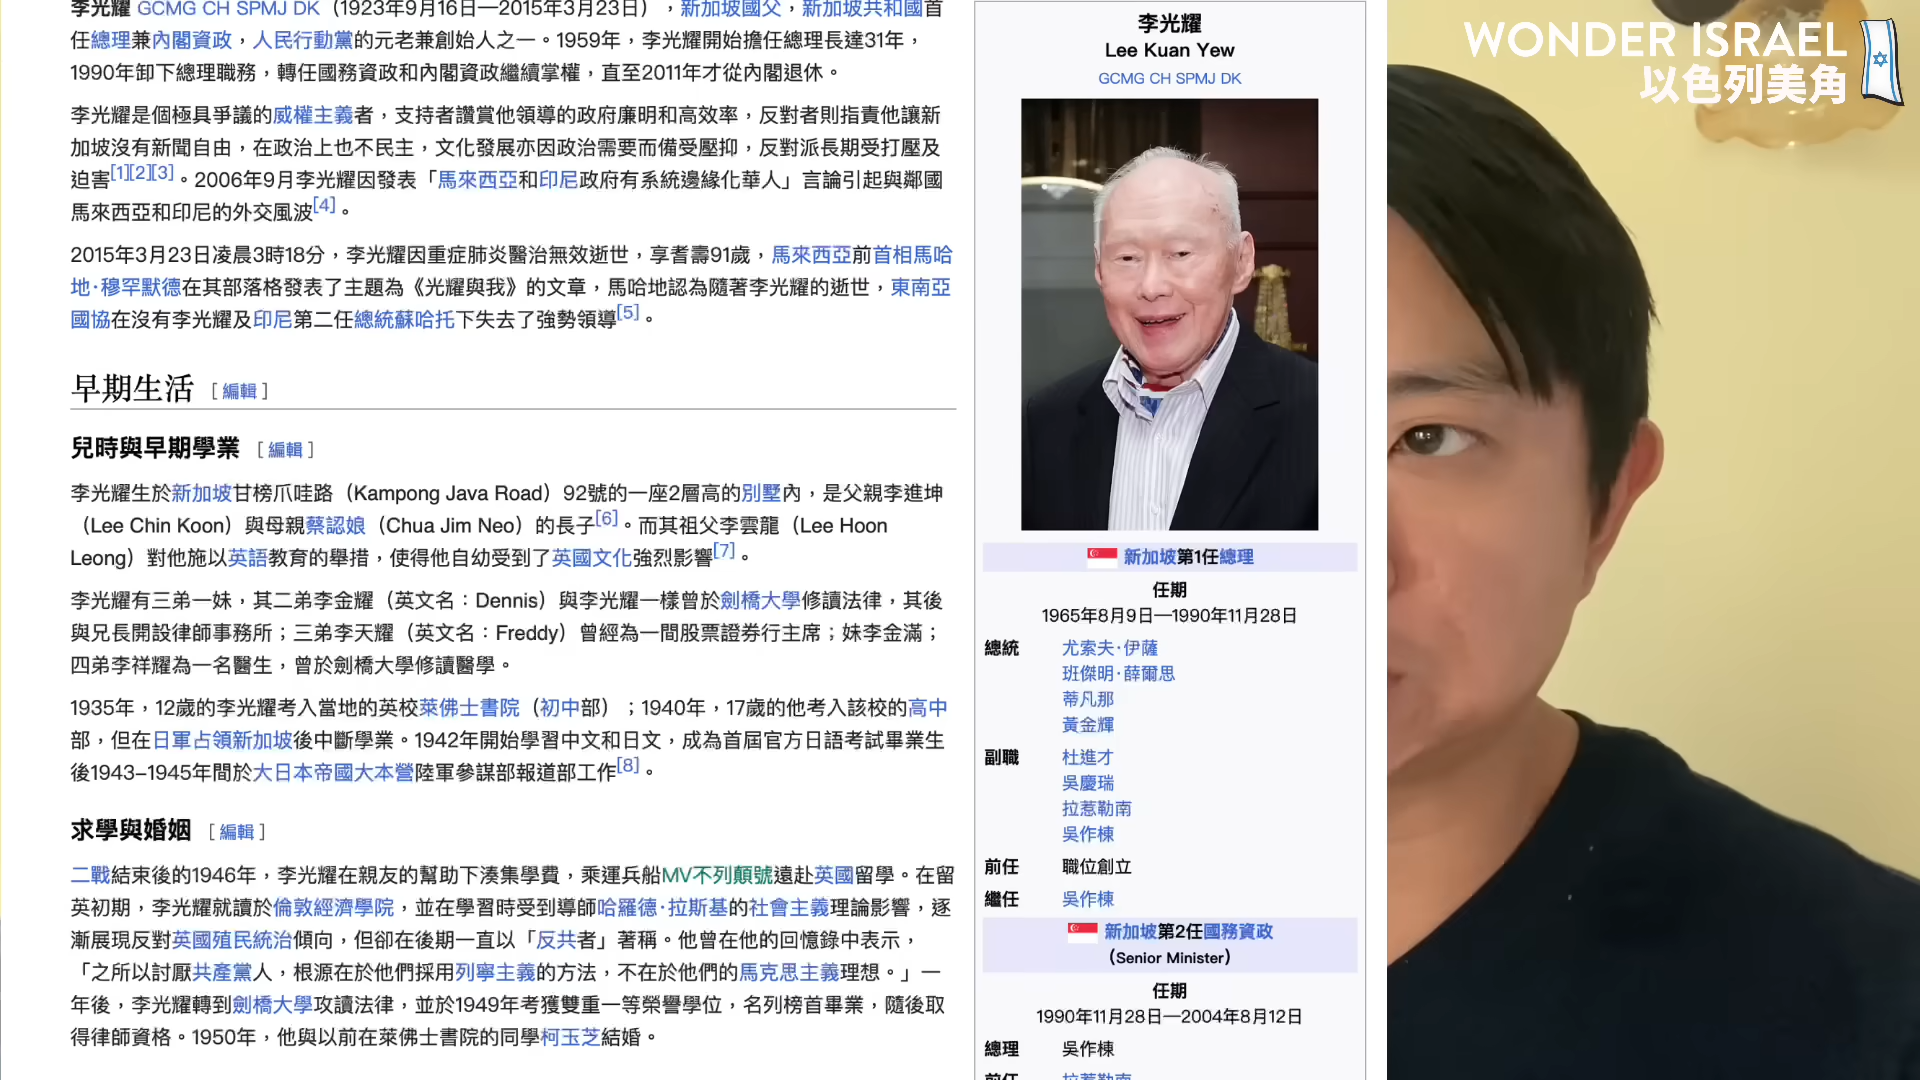 李光耀 GCMG CH SPMJ DK（1923年9月16日—2015年3月23日），新加坡國父，新加坡共和國首
任總理兼內閣資政，人民行動黨的元老兼創始人之一。1959年，李光耀開始擔任總理長達31年，
1990年卸下總理職務，轉任國務資政和內閣資政繼續掌權，直至2011年才從內閣退休。
李光耀是個極具爭議的威權主義者，支持者讚賞他領導的政府廉明和高效率，反對者則指責他讓新
加坡沒有新聞自由，在政治上也不民主，文化發展亦因政治需要而備受壓抑，反對派長期受打壓及
迫害[1][2][3]。2006年9月李光耀因發表「馬來西亞和印尼政府有系統邊緣化華人」言論引起與鄰國
馬來西亞和印尼的外交風波[4]。
2015年3月23日凌晨3時18分，李光耀因重症肺炎醫治無效逝世，享耆壽91歲，馬來西亞前首相馬哈
地·穆罕默德在其部落格發表了主題為《光耀與我》的文章，馬哈地認為隨著李光耀的逝世，東南亞
國協在沒有李光耀及印尼第二任總統蘇哈托下失去了強勢領導[5]。
早期生活 [編輯]
兒時與早期學業 [編輯]
李光耀生於新加坡甘榜爪哇路（Kampong Java Road）92號的一座2層高的別墅內，是父親李進坤
（Lee Chin Koon）與母親蔡認娘（Chua Jim Neo）的長子[6]。而其祖父李雲龍（Lee Hoon
Leong）對他施以英語教育的舉措，使得他自幼受到了英國文化強烈影響[7]。
李光耀有三弟一妹，其二弟李金耀（英文名：Dennis）與李光耀一樣曾於劍橋大學修讀法律，其後
與兄長開設律師事務所；三弟李天耀（英文名：Freddy）曾經為一間股票證券行主席；妹李金滿；
四弟李祥耀為一名醫生，曾於劍橋大學修讀醫學。
1935年，12歲的李光耀考入當地的英校萊佛士書院（初中部）；1940年，17歲的他考入該校的高中
部，但在日軍占領新加坡後中斷學業。1942年開始學習中文和日文，成為首屆官方日語考試畢業生
後1943–1945年間於大日本帝國大本營陸軍參謀部報道部工作[8]。
求學與婚姻 [編輯]
二戰結束後的1946年，李光耀在親友的幫助下湊集學費，乘運兵船MV不列顛號遠赴英國留學。在留
英初期，李光耀就讀於倫敦經濟學院，並在學習時受到導師哈羅德·拉斯基的社會主義理論影響，逐
漸展現反對英國殖民統治傾向，但卻在後期一直以「反共者」著稱。他曾在他的回憶錄中表示，
「之所以討厭共產黨人，根源在於他們採用列寧主義的方法，不在於他們的馬克思主義理想。」一
年後，李光耀轉到劍橋大學攻讀法律，並於1949年考獲雙重一等榮譽學位，名列榜首畢業，隨後取
得律師資格。1950年，他與以前在萊佛士書院的同學柯玉芝結婚。
李光耀
Lee Kuan Yew
GCMG CH SPMJ DK
新加坡第1任總理
任期
1965年8月9日—1990年11月28日
總統 尤索夫·伊薩
班傑明·薛爾思
蒂凡那
黃金輝
副職 杜進才
吳慶瑞
拉惹勒南
吳作棟
前任 職位創立
繼任 吳作棟
新加坡第2任國務資政
（Senior Minister）
任期
1990年11月28日—2004年8月12日
總理 吳作棟
前任 拉惹勒南
WONDER ISRAEL
以色列美角